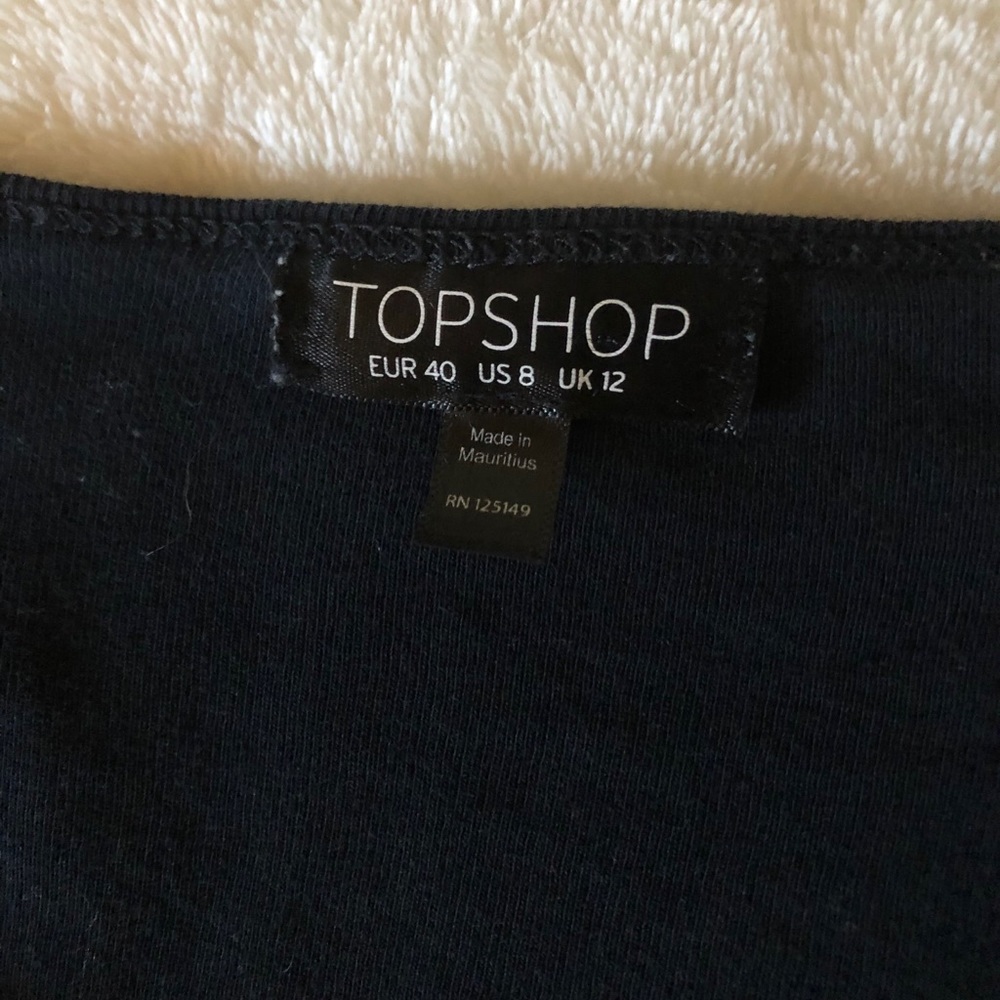 TOPSHOP
EUR 40 US 8 UK 12
Made in
Mauritius
RN 125149